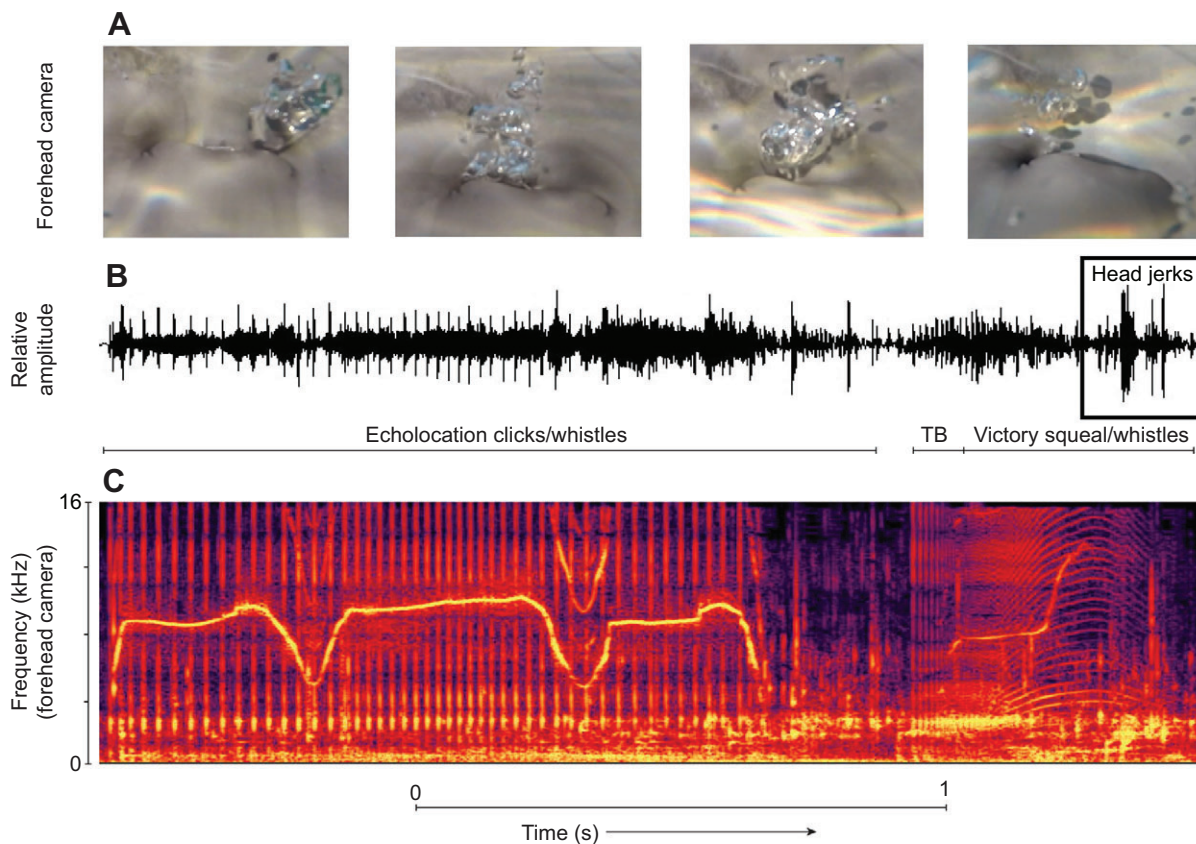 A
Forehead camera
B
Head jerks
Relative
amplitude
Echolocation clicks/whistles
TB
Victory squeal/whistles
C
16
Frequency (kHz)
(forehead camera)
0
0
1
Time (s)